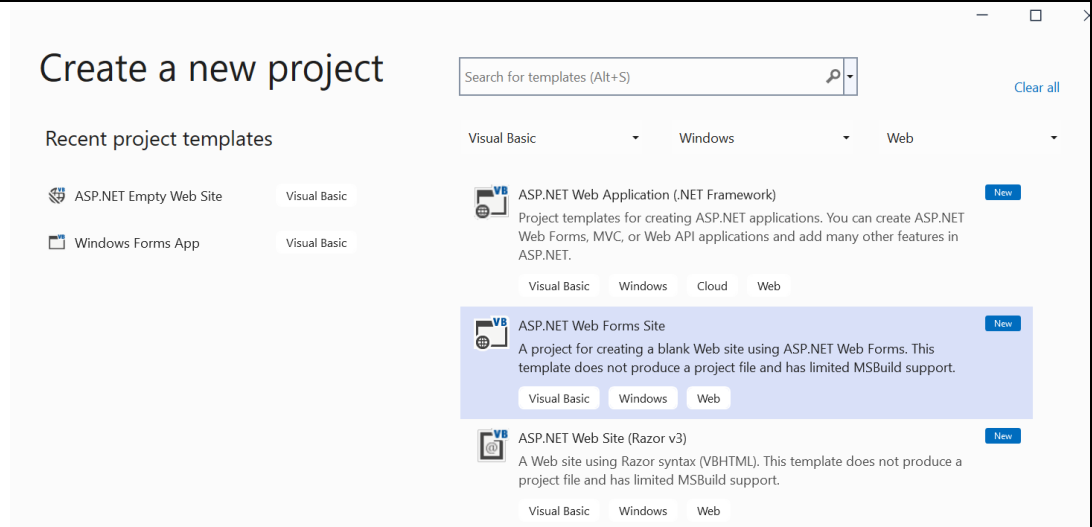 Create a new project
Search for templates (Alt+S)
Clear all
Recent project templates
Visual Basic
Windows
Web
ASP.NET Empty Web Site
Visual Basic
Windows Forms App
Visual Basic
VB
ASP.NET Web Application (.NET Framework)
New
Project templates for creating ASP.NET applications. You can create ASP.NET
Web Forms, MVC, or Web API applications and add many other features in
ASP.NET.
Visual Basic
Windows
Cloud
Web
VB
ASP.NET Web Forms Site
New
A project for creating a blank Web site using ASP.NET Web Forms. This
template does not produce a project file and has limited MSBuild support.
Visual Basic
Windows
Web
VB
@
ASP.NET Web Site (Razor v3)
New
A Web site using Razor syntax (VBHTML). This template does not produce a
project file and has limited MSBuild support.
Visual Basic
Windows
Web